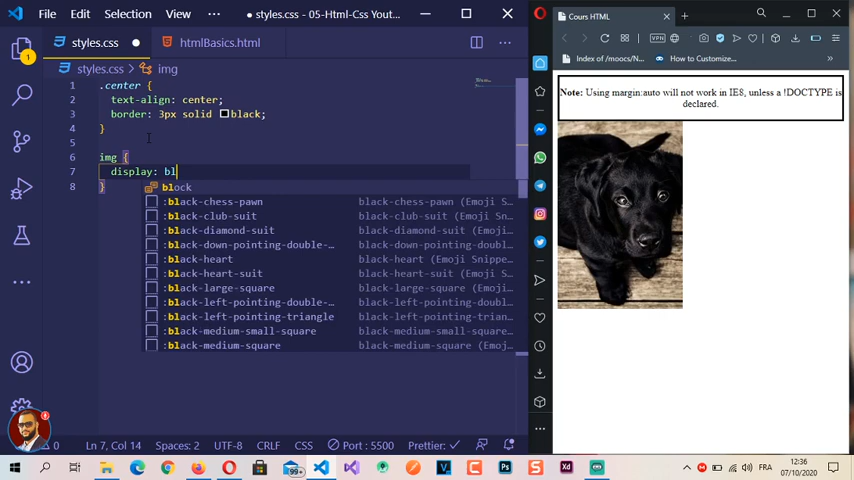 File Edit Selection View ··· ● styles.css - 05-Html-Css Yout...
styles.css ● htmlBasics.html
styles.css > img
1 .center {
2 text-align: center;
3 border: 3px solid black;
4 }
5
6 img {
7 display: bl
8 }
block
:black-chess-pawn black-chess-pawn (Emoji S...
:black-club-suit black-club-suit (Emoji Sn...
:black-diamond-suit black-diamond-suit (Emoji...
:black-down-pointing-double-... black-down-pointing-doubl...
:black-heart black-heart (Emoji Snippe...
:black-heart-suit black-heart-suit (Emoji S...
:black-large-square black-large-square (Emoji...
:black-left-pointing-double-... black-left-pointing-doubl...
:black-left-pointing-triangle black-left-pointing-trian...
:black-medium-small-square black-medium-small-square...
:black-medium-square black-medium-square (Emoj...
1
0 Ln 7, Col 14 Spaces: 2 UTF-8 CRLF CSS Port : 5500 Prettier: ✓
Cours HTML
VPN
Index of /moocs/N... How to Customize...
Note: Using margin:auto will not work in IE8, unless a !DOCTYPE is
declared.
99+ Xd FRA 12:36
07/10/2020